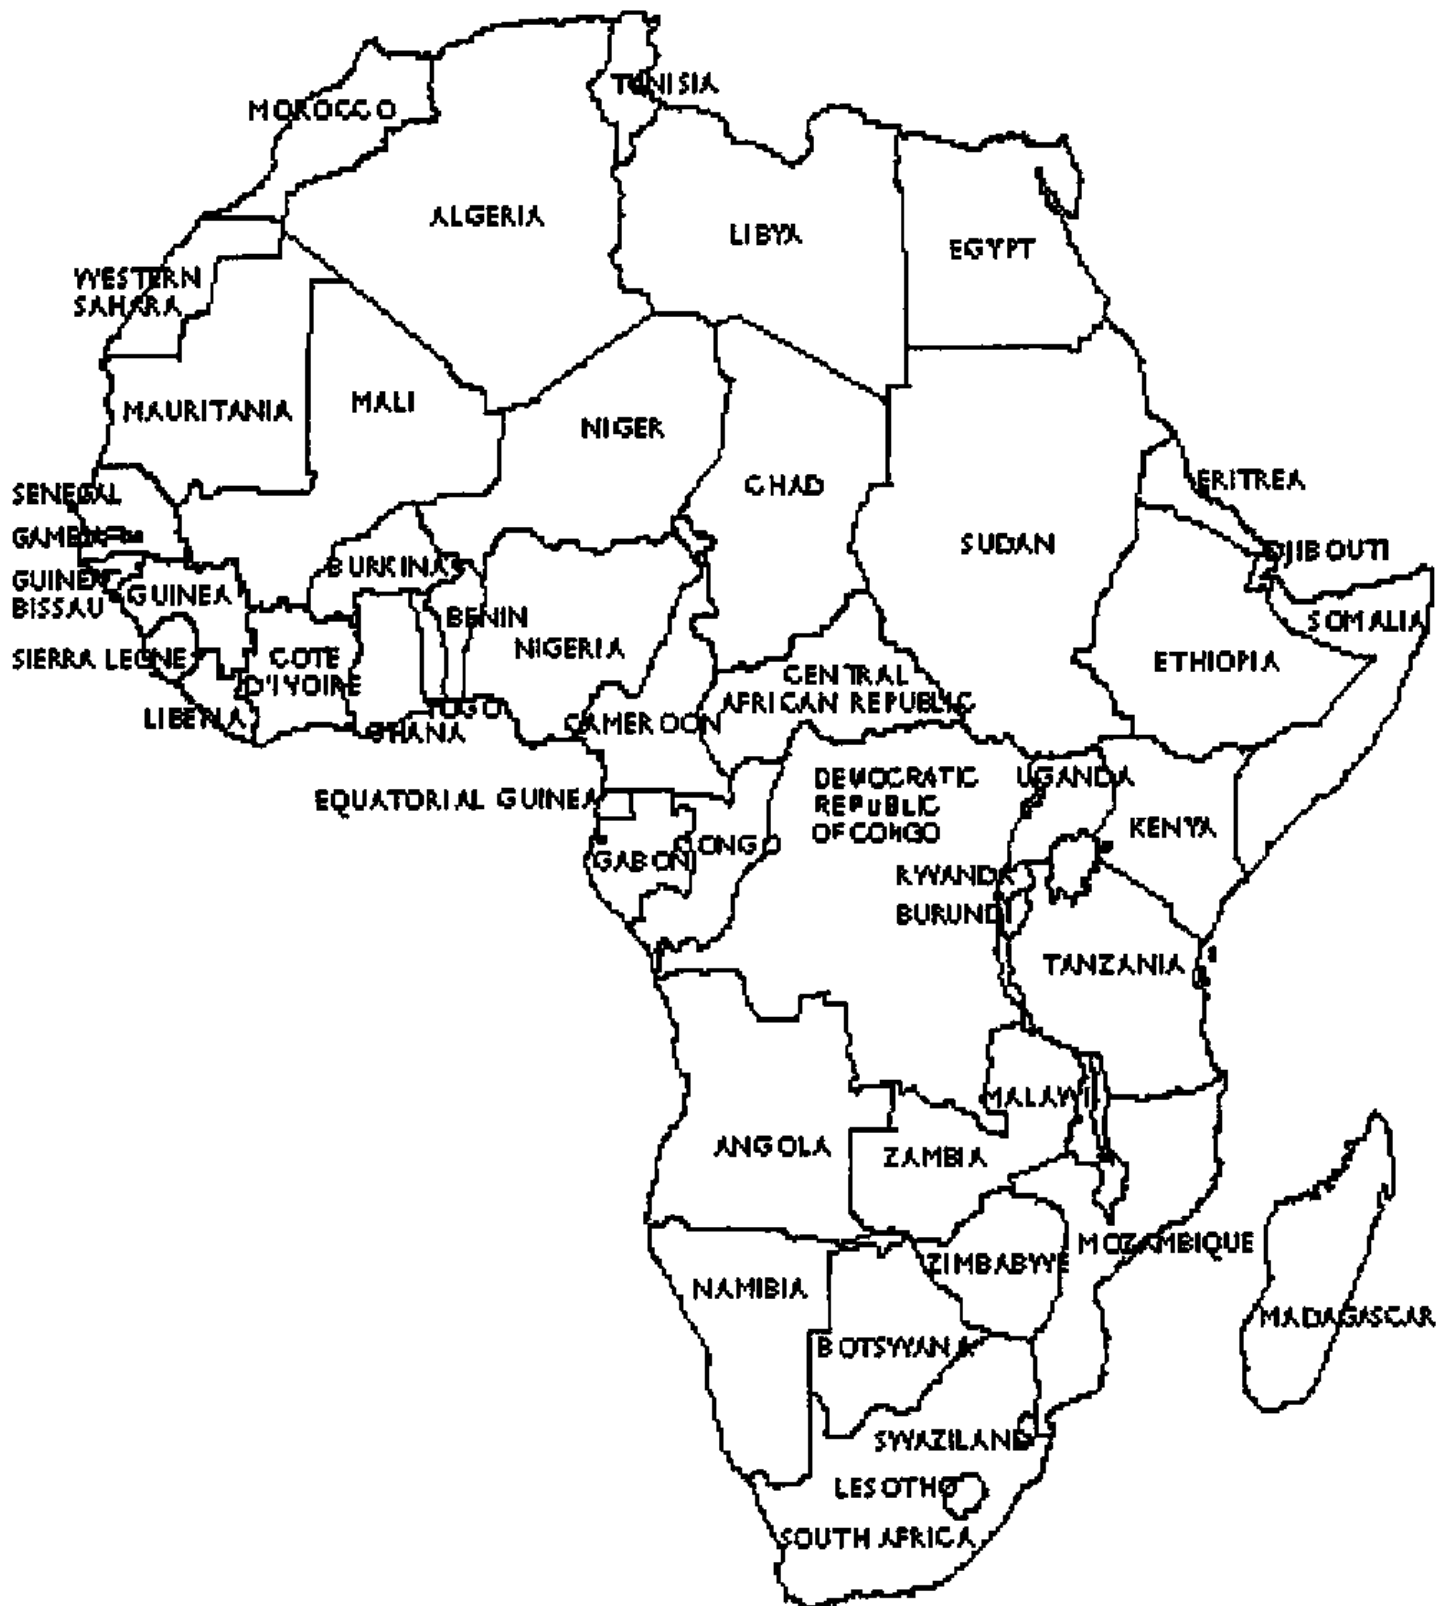 TUNISIA
MOROCCO
ALGERIA
LIBYA
EGYPT
WESTERN
SAHARA
MAURITANIA
MALI
NIGER
CHAD
SUDAN
ERITREA
SENEGAL
GAMBIA
DJIBOUTI
GUINEA
BISSAU
GUINEA
BURKINA
BENIN
NIGERIA
SOMALIA
ETHIOPIA
SIERRA LEONE
COTE
D'IVOIRE
CENTRAL
AFRICAN REPUBLIC
LIBERIA
TOGO
GHANA
CAMEROON
EQUATORIAL GUINEA
DEMOCRATIC
REPUBLIC
OF CONGO
UGANDA
KENYA
GABON
CONGO
RWANDA
BURUNDI
TANZANIA
MALAWI
ANGOLA
ZAMBIA
MOZAMBIQUE
ZIMBABWE
NAMIBIA
MADAGASCAR
BOTSWANA
SWAZILAND
LESOTHO
SOUTH AFRICA